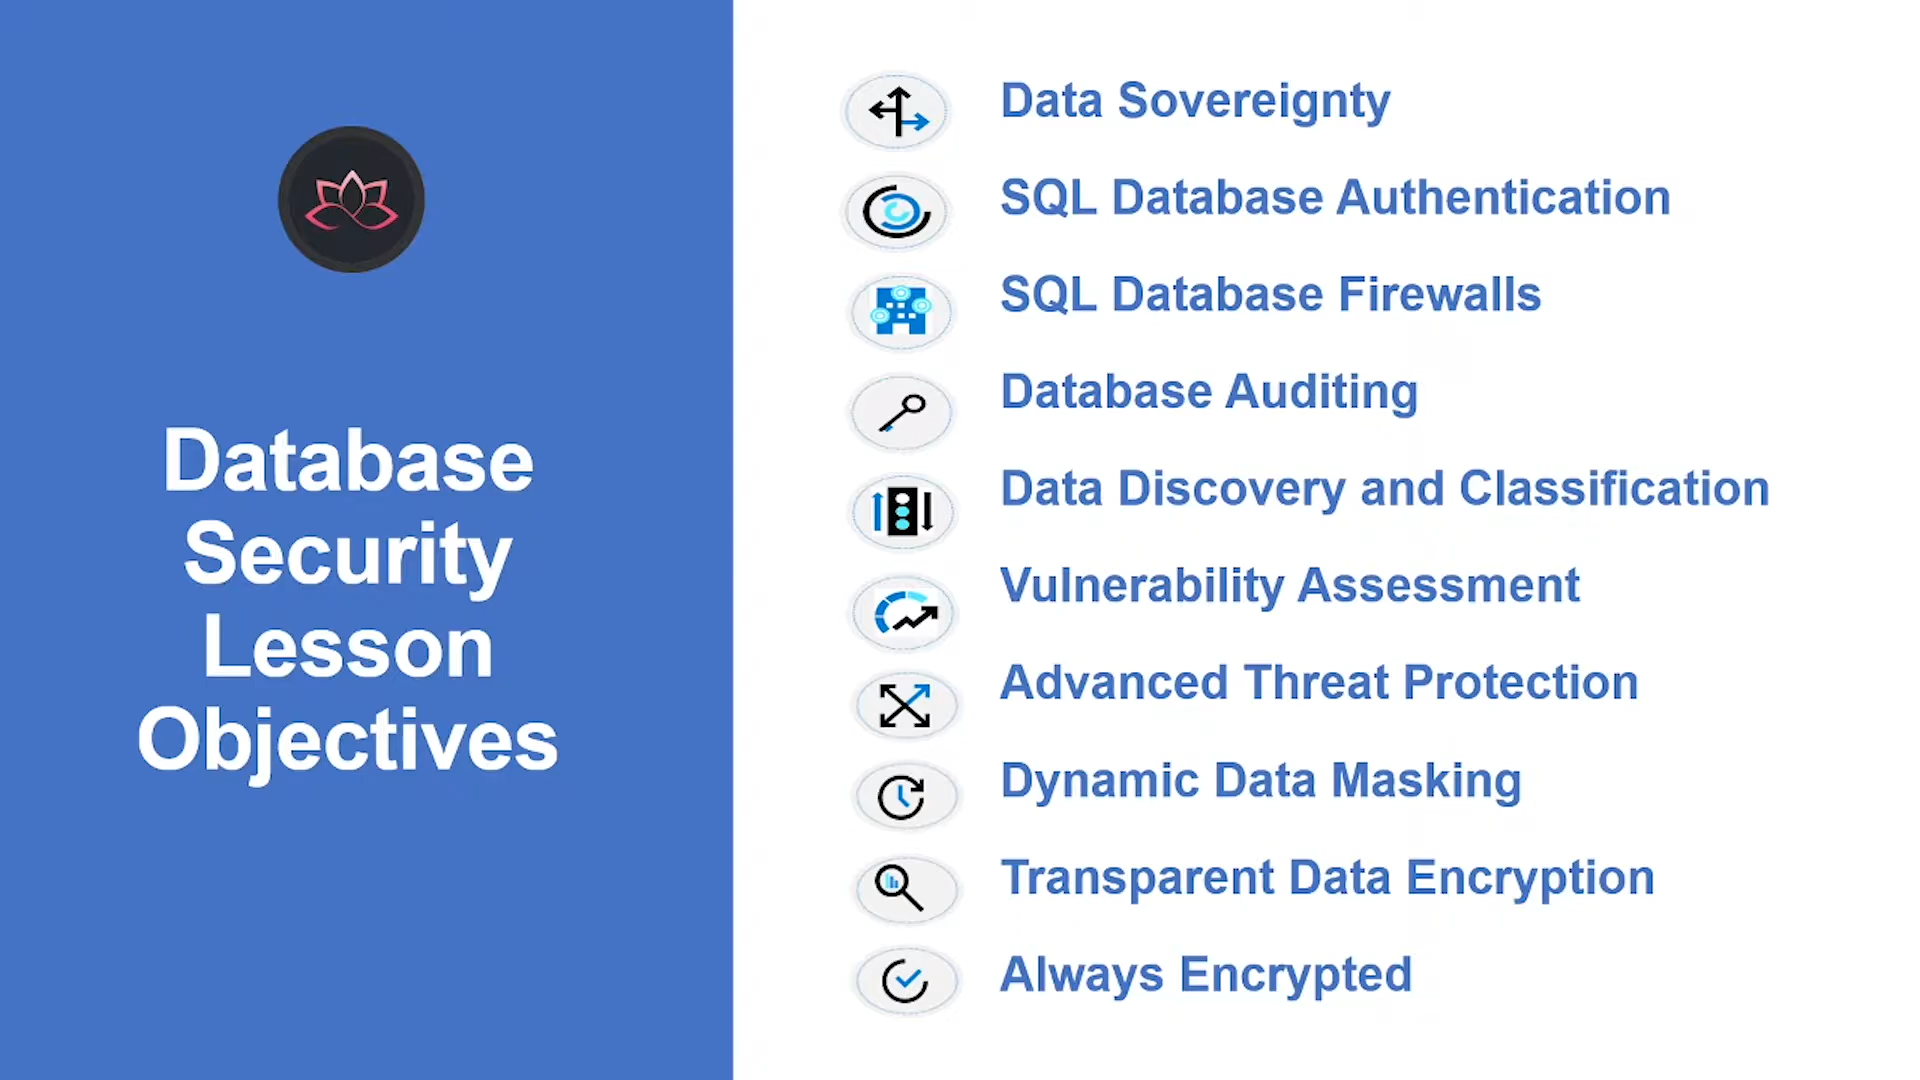 Database
Security
Lesson
Objectives
Data Sovereignty
SQL Database Authentication
SQL Database Firewalls
Database Auditing
Data Discovery and Classification
Vulnerability Assessment
Advanced Threat Protection
Dynamic Data Masking
Transparent Data Encryption
Always Encrypted